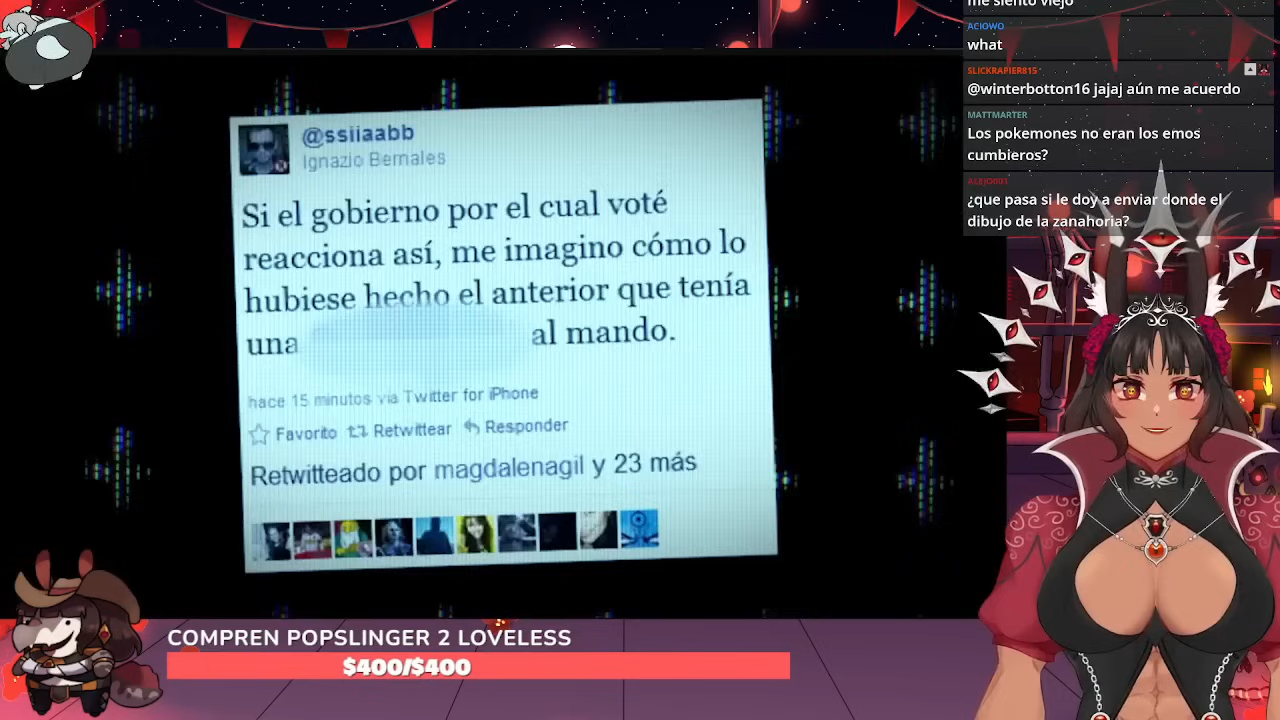 @ssiiaabb
Ignazio Bernales
Si el gobierno por el cual voté
reacciona así, me imagino cómo lo
hubiese hecho el anterior que tenía
una al mando.
hace 15 minutos via Twitter for iPhone
Favorito Retwittear Responder
Retwitteado por magdalenagil y 23 más
me siento viejo
ACIOWO
what
SLICKRAPIER815
@winterbotton16 jajaj aún me acuerdo
MATTMARTER
Los pokemones no eran los emos
cumbieros?
ALEJO001
¿que pasa si le doy a enviar donde el
dibujo de la zanahoria?
COMPREN POPSLINGER 2 LOVELESS
$400/$400